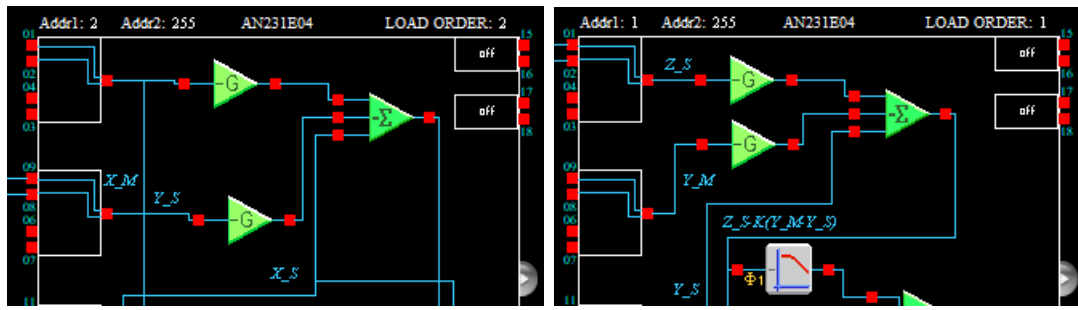 Addr1: 2 Addr2: 255 AN231E04 LOAD ORDER: 2
01
15
off
02
16
04
-G
17
-Σ
off
03
18
09
X_M
Y_S
08
06
-G
07
X_S
11
Addr1: 1 Addr2: 255 AN231E04 LOAD ORDER: 1
01
15
Z_S
off
02
16
04
-G
17
-Σ
off
03
18
-G
09
Y_M
08
06
Z_S-K(Y_M-Y_S)
07
Φ1
Y_S
11